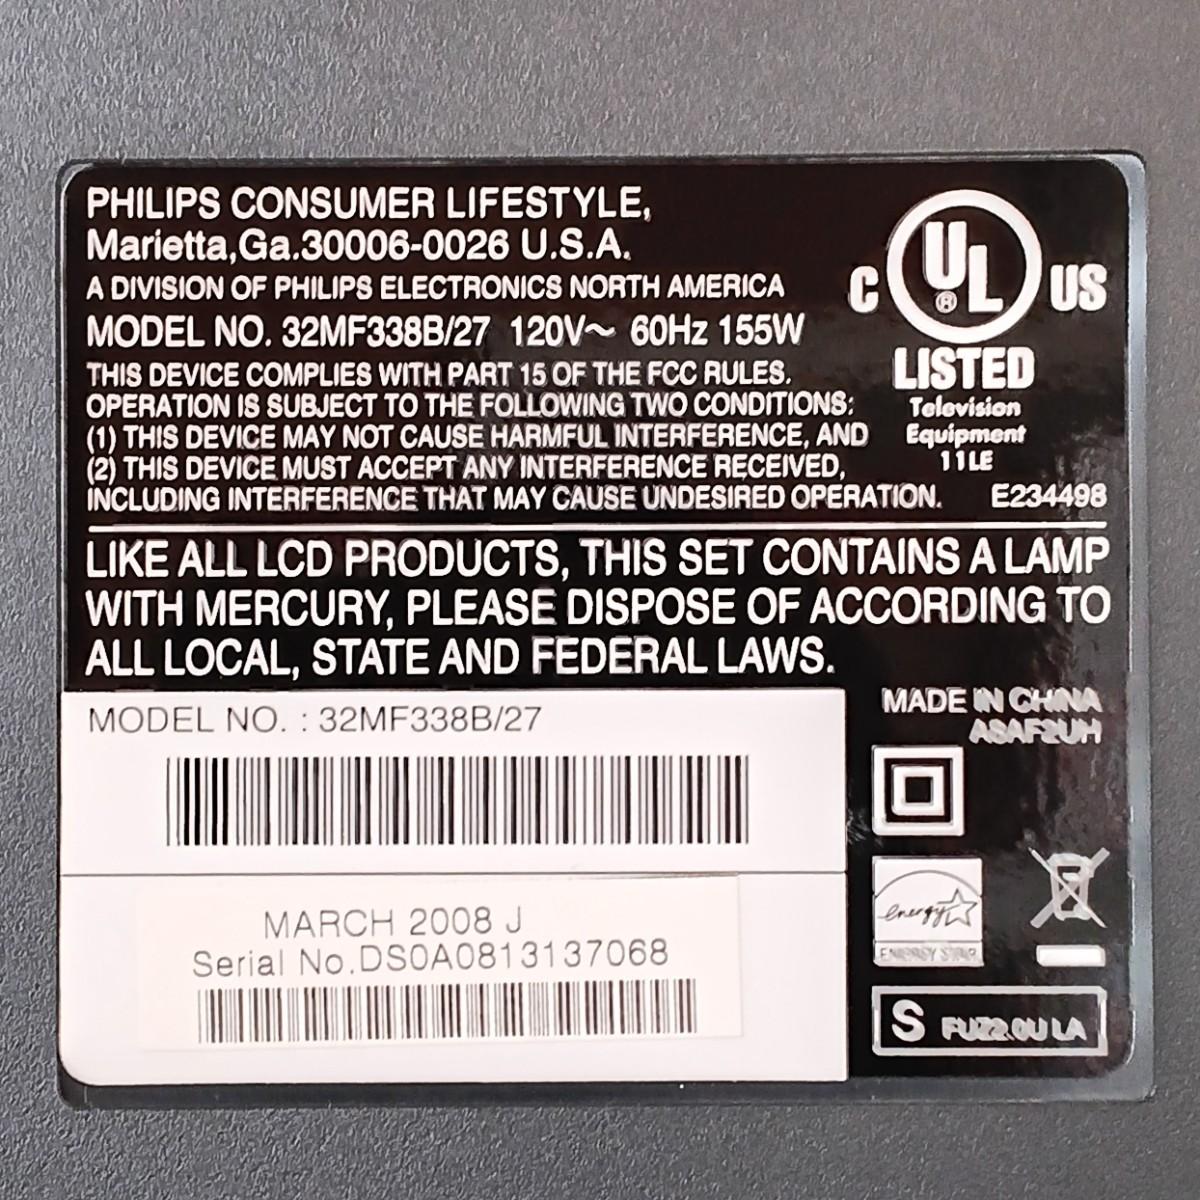 PHILIPS CONSUMER LIFESTYLE,
Marietta,Ga.30006-0026 U.S.A.
A DIVISION OF PHILIPS ELECTRONICS NORTH AMERICA
MODEL NO. 32MF338B/27 120V~ 60Hz 155W
THIS DEVICE COMPLIES WITH PART 15 OF THE FCC RULES.
OPERATION IS SUBJECT TO THE FOLLOWING TWO CONDITIONS:
(1) THIS DEVICE MAY NOT CAUSE HARMFUL INTERFERENCE, AND
(2) THIS DEVICE MUST ACCEPT ANY INTERFERENCE RECEIVED,
INCLUDING INTERFERENCE THAT MAY CAUSE UNDESIRED OPERATION.
C UL ® US
LISTED
Television
Equipment
11LE
E234498
LIKE ALL LCD PRODUCTS, THIS SET CONTAINS A LAMP
WITH MERCURY, PLEASE DISPOSE OF ACCORDING TO
ALL LOCAL, STATE AND FEDERAL LAWS.
MODEL NO. : 32MF338B/27
MARCH 2008 J
Serial No.DS0A0813137068
MADE IN CHINA
ASAF2UH
energy
ENERGY STAR
S FUZ2.0U LA